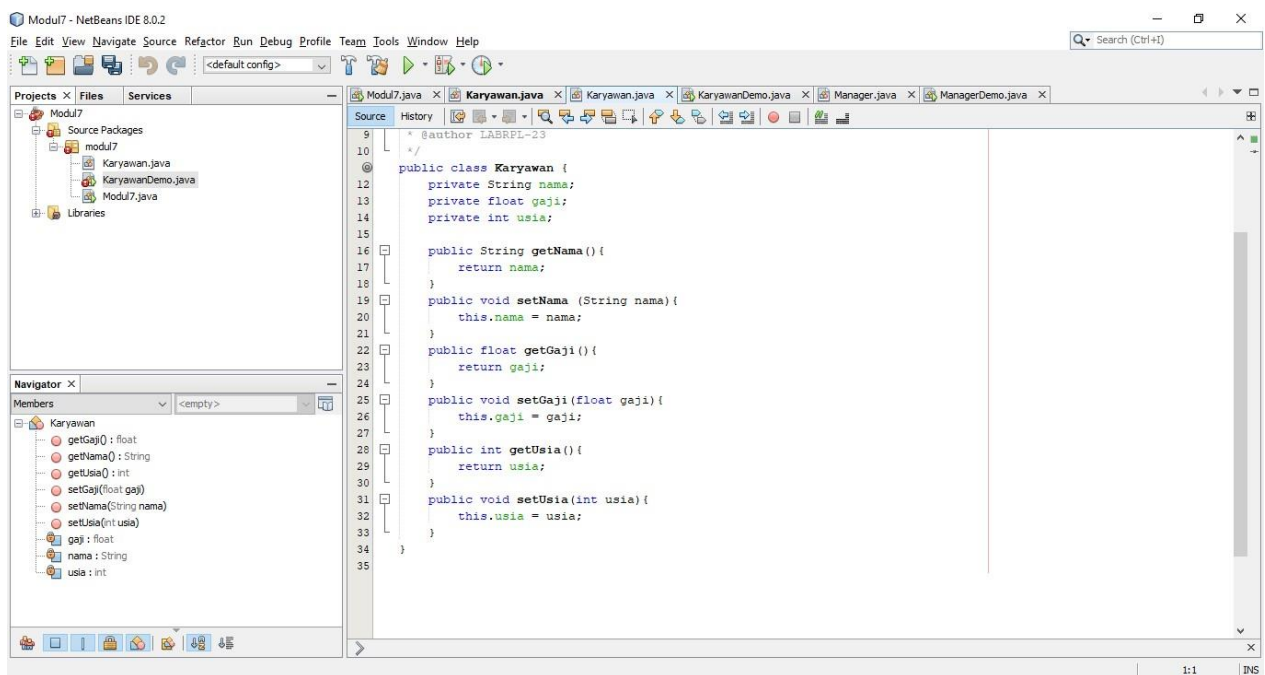 Modul7 - NetBeans IDE 8.0.2
File Edit View Navigate Source Refactor Run Debug Profile Team Tools Window Help
Search (Ctrl+I)
<default config>
Projects Files Services
Modul7
Source Packages
modul7
Karyawan.java
KaryawanDemo.java
Modul7.java
Libraries
Navigator
Members <empty>
Karyawan
getGaji() : float
getNama() : String
getUsia() : int
setGaji(float gaji)
setNama(String nama)
setUsia(int usia)
gaji : float
nama : String
usia : int
Modul7.java Karyawan.java Karyawan.java KaryawanDemo.java Manager.java ManagerDemo.java
Source History
9 * @author LABRPL-23
10 */
public class Karyawan {
12 private String nama;
13 private float gaji;
14 private int usia;
15
16 public String getNama(){
17 return nama;
18 }
19 public void setNama (String nama){
20 this.nama = nama;
21 }
22 public float getGaji(){
23 return gaji;
24 }
25 public void setGaji(float gaji){
26 this.gaji = gaji;
27 }
28 public int getUsia(){
29 return usia;
30 }
31 public void setUsia(int usia){
32 this.usia = usia;
33 }
34 }
35
1:1 INS